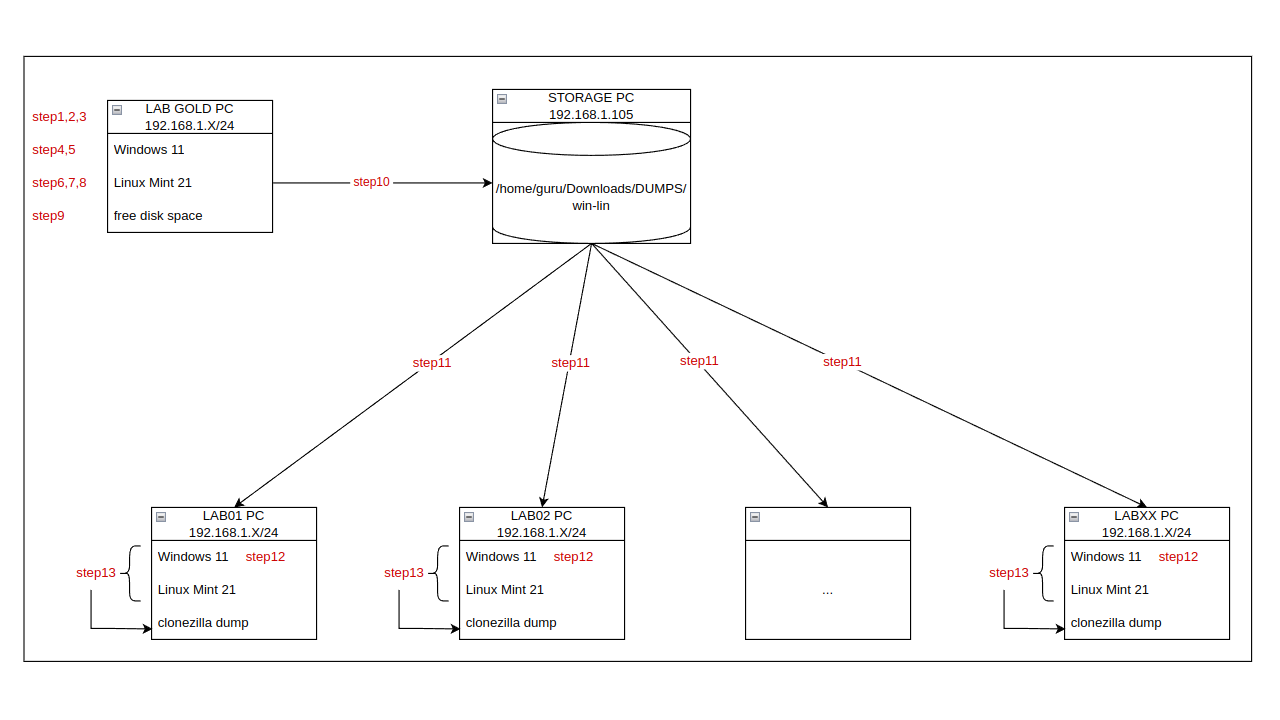 LAB GOLD PC
192.168.1.X/24
step1,2,3
step4,5
Windows 11
step6,7,8
Linux Mint 21
step9
free disk space
step10
STORAGE PC
192.168.1.105
/home/guru/Downloads/DUMPS/
win-lin
step11
step11
step11
step11
LAB01 PC
192.168.1.X/24
Windows 11 step12
step13
Linux Mint 21
clonezilla dump
LAB02 PC
192.168.1.X/24
Windows 11 step12
step13
Linux Mint 21
clonezilla dump
...
LABXX PC
192.168.1.X/24
Windows 11 step12
step13
Linux Mint 21
clonezilla dump